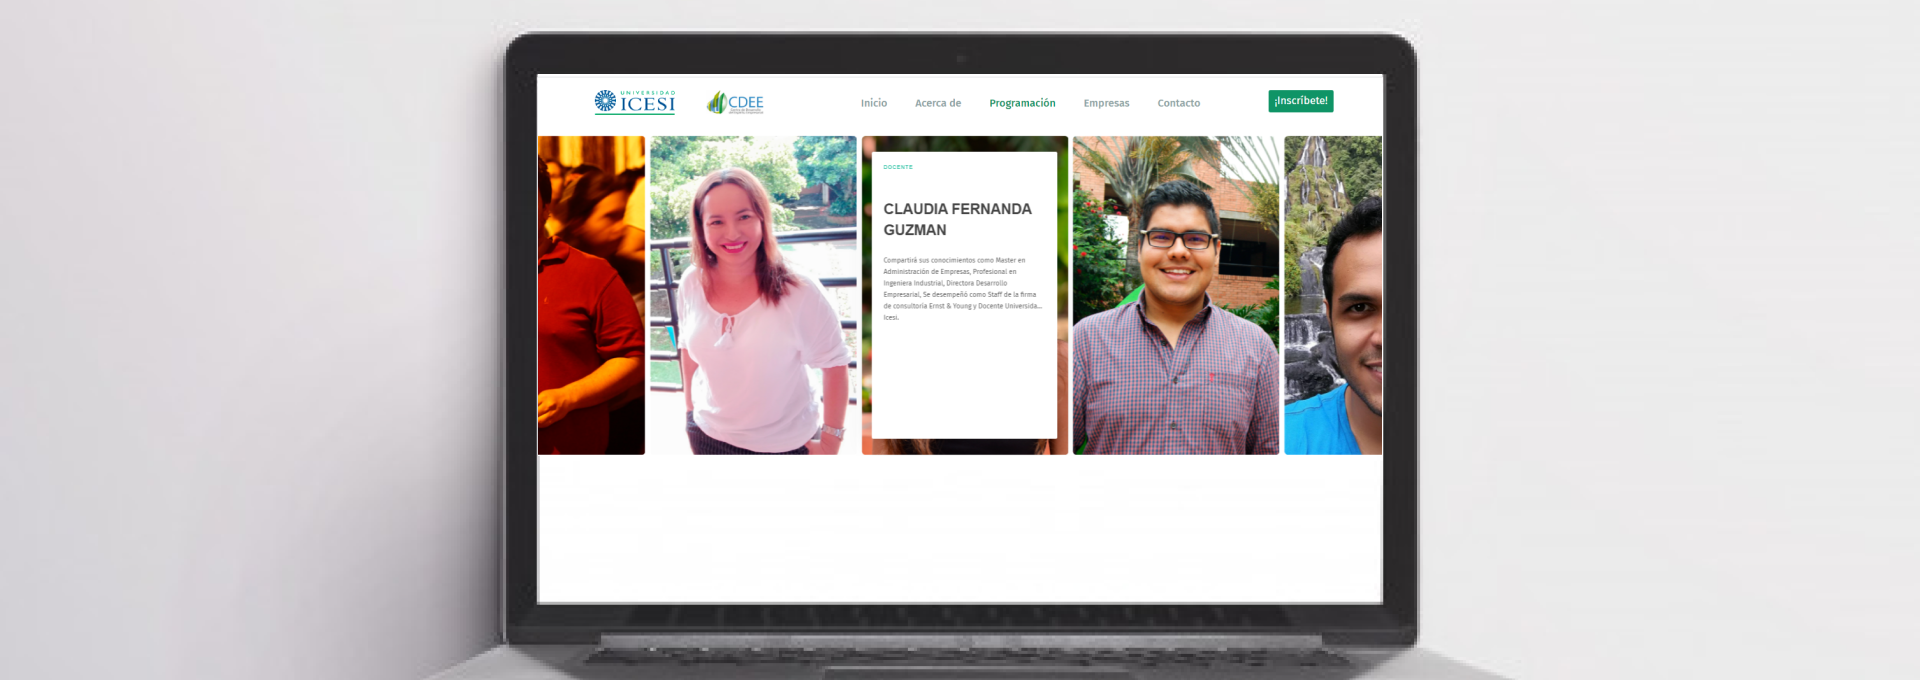 UNIVERSIDAD
ICESI
CDEE
Inicio
Acerca de
Programación
Empresas
Contacto
¡Inscríbete!
DOCENTE
CLAUDIA FERNANDA
GUZMAN
Compartirá sus conocimientos como Master en
Administración de Empresas, Profesional en
Ingeniera Industrial, Directora Desarrollo
Empresarial, Se desempeñó como Staff de la firma
de consultoría Ernst & Young y Docente Universida...
Icesi.